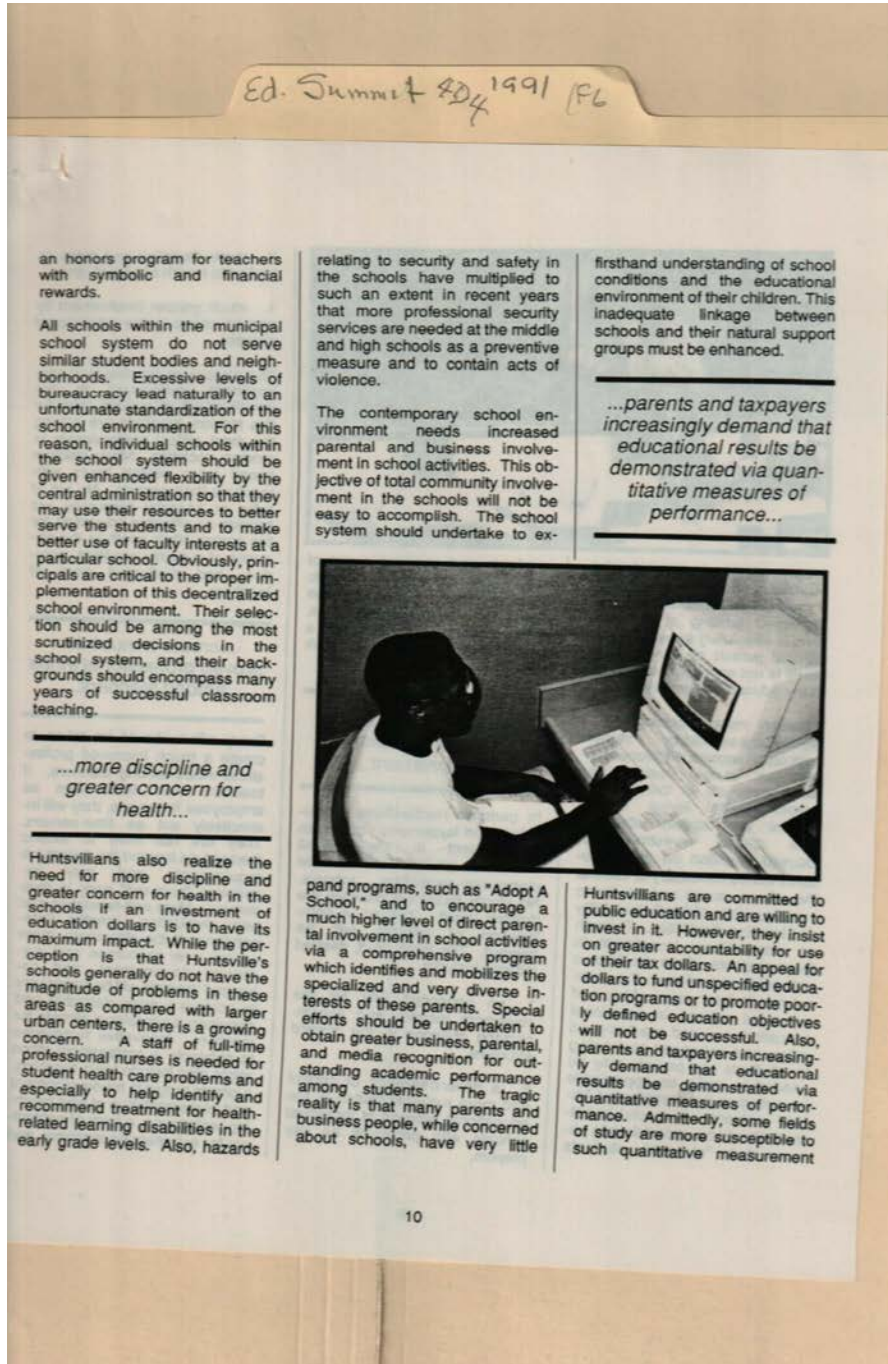 Ed. Summit 4D4 1991 /FL
an honors program for teachers
with symbolic and financial
rewards.
All schools within the municipal
school system do not serve
similar student bodies and neigh-
borhoods. Excessive levels of
bureaucracy lead naturally to an
unfortunate standardization of the
school environment. For this
reason, individual schools within
the school system should be
given enhanced flexibility by the
central administration so that they
may use their resources to better
serve the students and to make
better use of faculty interests at a
particular school. Obviously, prin-
cipals are critical to the proper im-
plementation of this decentralized
school environment. Their selec-
tion should be among the most
scrutinized decisions in the
school system, and their back-
grounds should encompass many
years of successful classroom
teaching.
...more discipline and
greater concern for
health...
Huntsvillians also realize the
need for more discipline and
greater concern for health in the
schools if an investment of
education dollars is to have its
maximum impact. While the per-
ception is that Huntsville's
schools generally do not have the
magnitude of problems in these
areas as compared with larger
urban centers, there is a growing
concern. A staff of full-time
professional nurses is needed for
student health care problems and
especially to help identify and
recommend treatment for health-
related learning disabilities in the
early grade levels. Also, hazards
relating to security and safety in
the schools have multiplied to
such an extent in recent years
that more professional security
services are needed at the middle
and high schools as a preventive
measure and to contain acts of
violence.
The contemporary school en-
vironment needs increased
parental and business involve-
ment in school activities. This ob-
jective of total community involve-
ment in the schools will not be
easy to accomplish. The school
system should undertake to ex-
pand programs, such as "Adopt A
School," and to encourage a
much higher level of direct paren-
tal involvement in school activities
via a comprehensive program
which identifies and mobilizes the
specialized and very diverse in-
terests of these parents. Special
efforts should be undertaken to
obtain greater business, parental,
and media recognition for out-
standing academic performance
among students. The tragic
reality is that many parents and
business people, while concerned
about schools, have very little
firsthand understanding of school
conditions and the educational
environment of their children. This
inadequate linkage between
schools and their natural support
groups must be enhanced.
...parents and taxpayers
increasingly demand that
educational results be
demonstrated via quan-
titative measures of
performance...
Huntsvillians are committed to
public education and are willing to
invest in it. However, they insist
on greater accountability for use
of their tax dollars. An appeal for
dollars to fund unspecified educa-
tion programs or to promote poor-
ly defined education objectives
will not be successful. Also,
parents and taxpayers increasing-
ly demand that educational
results be demonstrated via
quantitative measures of perfor-
mance. Admittedly, some fields
of study are more susceptible to
such quantitative measurement
10